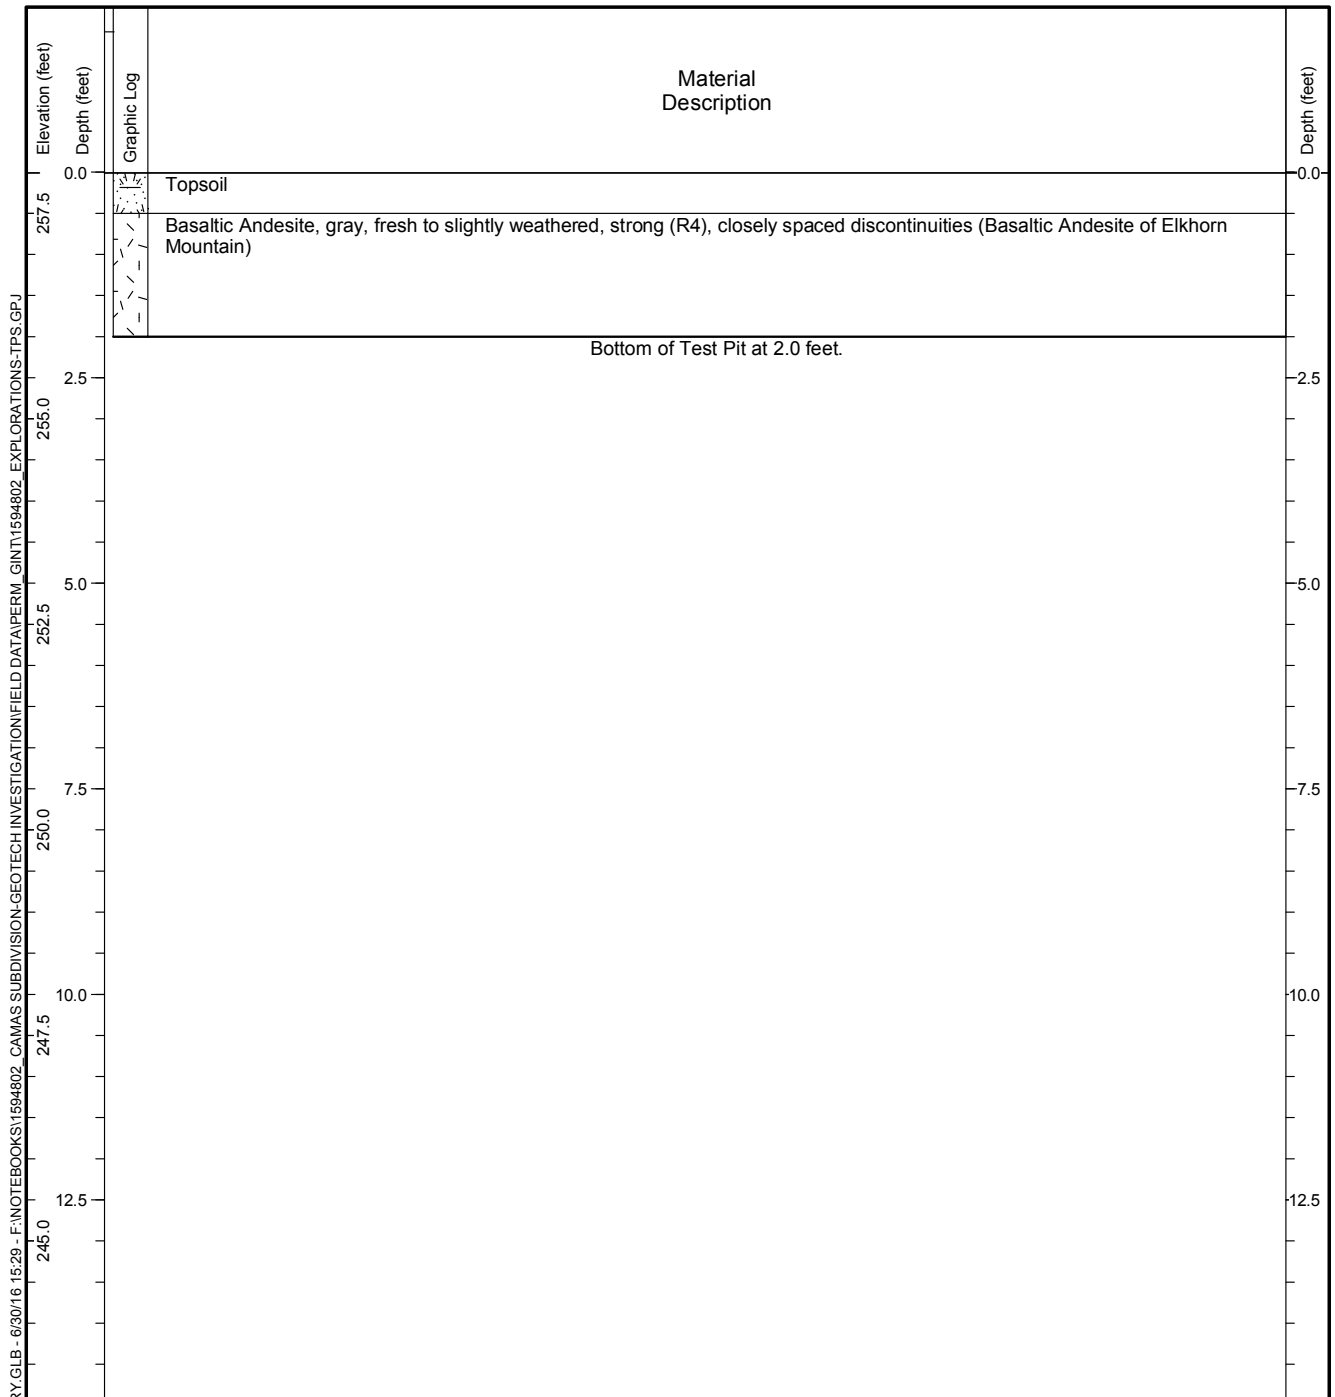 Elevation (feet)
Depth (feet)
Graphic Log
Material
Description
Depth (feet)
0.0
0.0
Topsoil
257.5
Basaltic Andesite, gray, fresh to slightly weathered, strong (R4), closely spaced discontinuities (Basaltic Andesite of Elkhorn
Mountain)
Bottom of Test Pit at 2.0 feet.
2.5
2.5
255.0
5.0
5.0
252.5
7.5
7.5
250.0
10.0
10.0
247.5
12.5
12.5
245.0
RY.GLB - 6/30/16 15:29 - F:\NOTEBOOKS\1594802_CAMAS SUBDIVISION-GEOTECH INVESTIGATION\FIELD DATA\PERM_GINT\1594802_EXPLORATIONS-TPS.GPJ